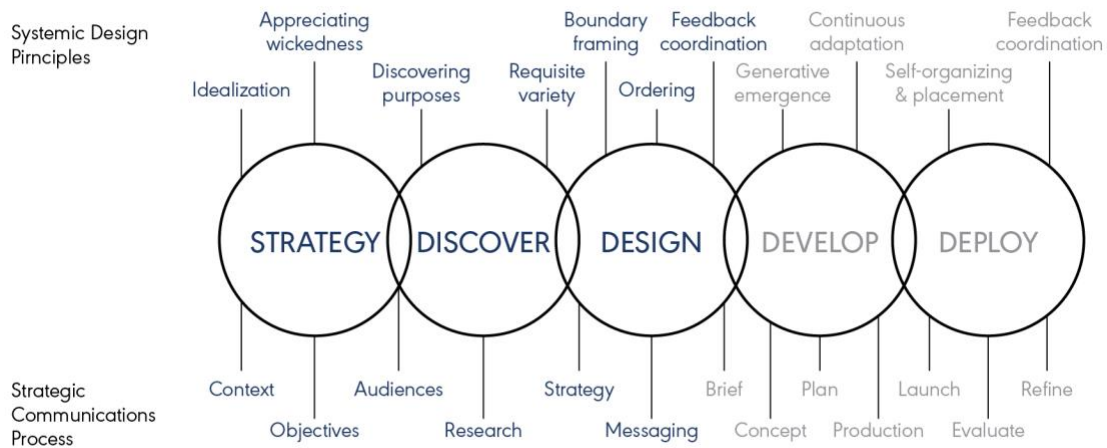 Systemic Design
Pirnciples
Appreciating
wickedness
Boundary
framing
Feedback
coordination
Continuous
adaptation
Feedback
coordination
Idealization
Discovering
purposes
Requisite
variety
Ordering
Generative
emergence
Self-organizing
& placement
STRATEGY
DISCOVER
DESIGN
DEVELOP
DEPLOY
Strategic
Communications
Process
Context
Audiences
Strategy
Brief
Plan
Launch
Refine
Objectives
Research
Messaging
Concept
Production
Evaluate